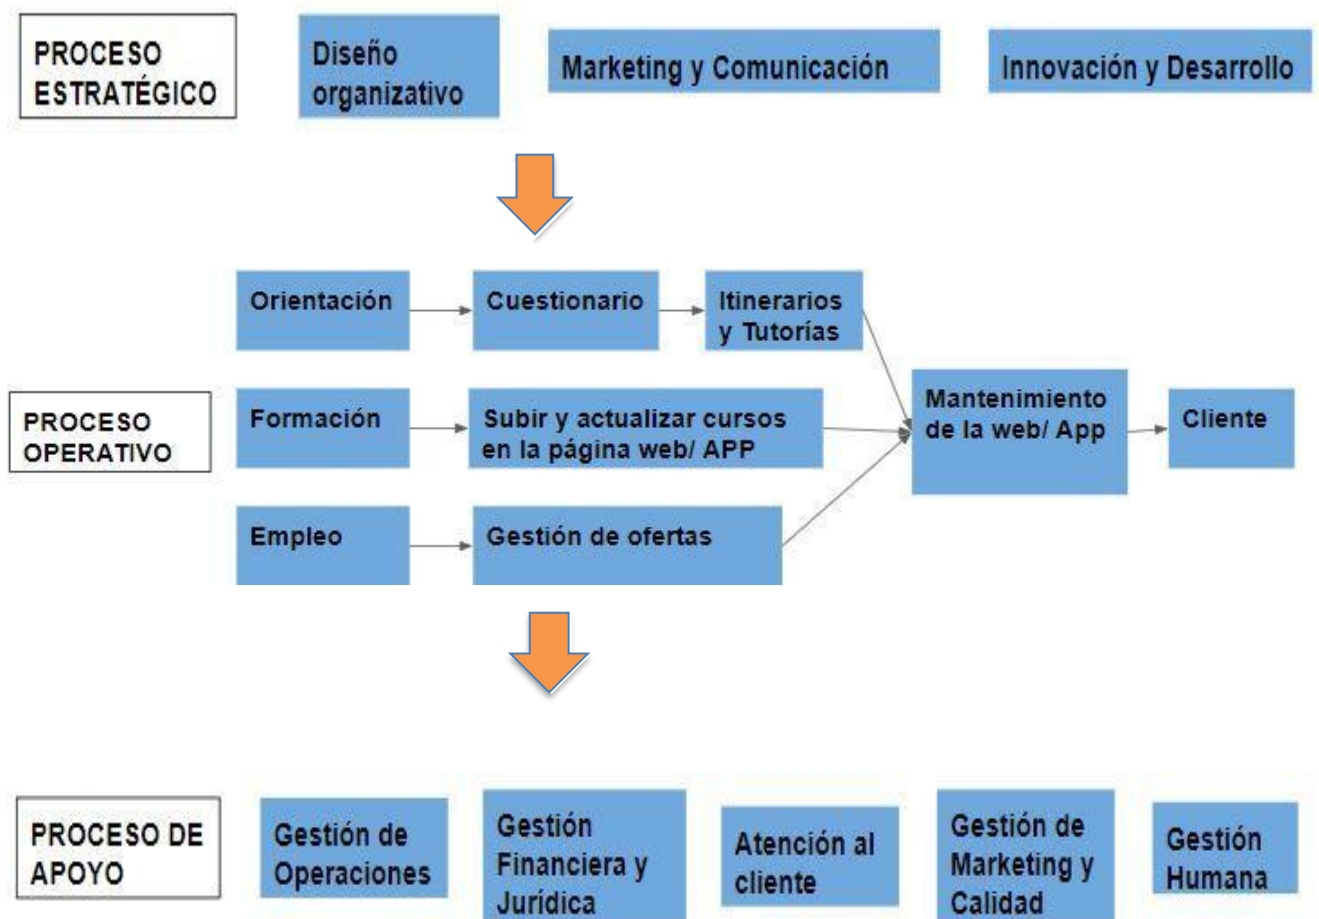 PROCESO
ESTRATÉGICO
Diseño
organizativo
Marketing y Comunicación
Innovación y Desarrollo
PROCESO
OPERATIVO
Orientación
Cuestionario
Itinerarios
y Tutorías
Formación
Subir y actualizar cursos
en la página web/ APP
Empleo
Gestión de ofertas
Mantenimiento
de la web/ App
Cliente
PROCESO DE
APOYO
Gestión de
Operaciones
Gestión
Financiera y
Jurídica
Atención al
cliente
Gestión de
Marketing y
Calidad
Gestión
Humana